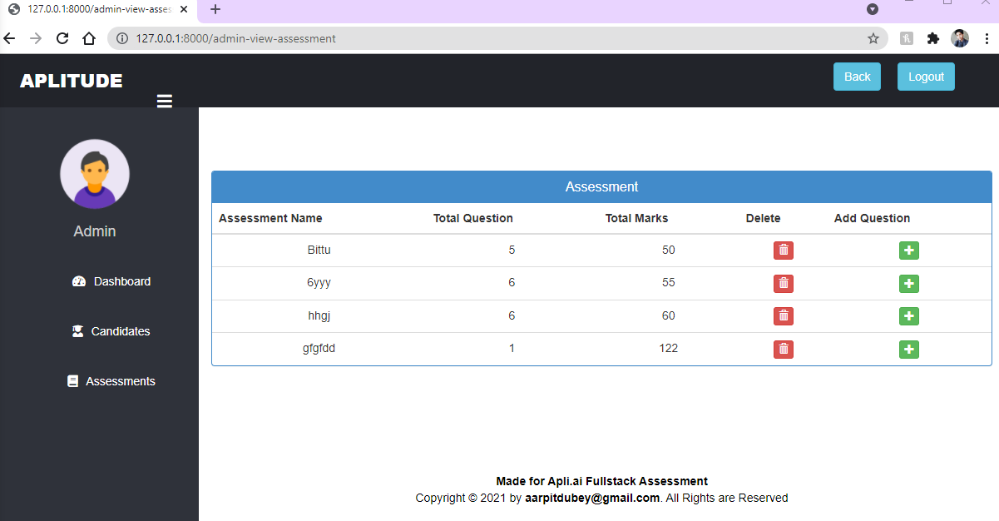 127.0.0.1:8000/admin-view-asses
127.0.0.1:8000/admin-view-assessment
APLITUDE
Back
Logout
Admin
Dashboard
Candidates
Assessments
Assessment
Assessment Name Total Question Total Marks Delete Add Question
Bittu 5 50
6yyy 6 55
hhgj 6 60
gfgfdd 1 122
Made for Apli.ai Fullstack Assessment
Copyright © 2021 by aarpitdubey@gmail.com. All Rights are Reserved